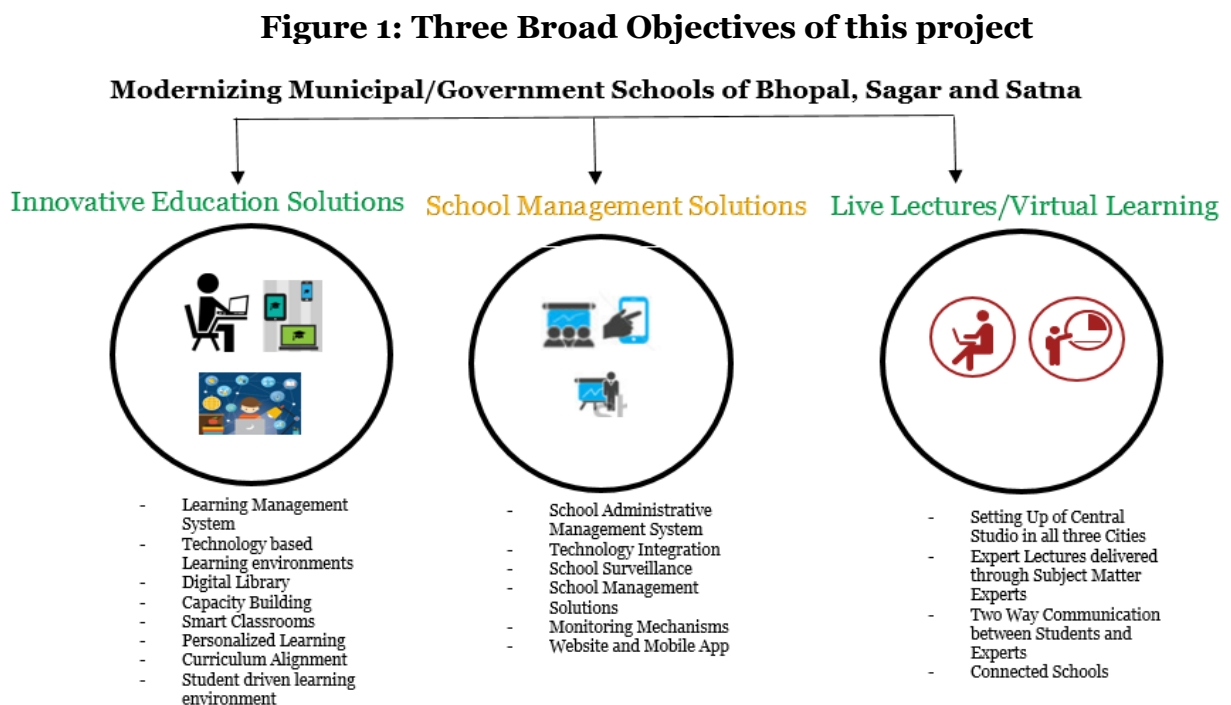 Figure 1: Three Broad Objectives of this project
Modernizing Municipal/Government Schools of Bhopal, Sagar and Satna
Innovative Education Solutions
- Learning Management
System
- Technology based
Learning environments
- Digital Library
- Capacity Building
- Smart Classrooms
- Personalized Learning
- Curriculum Alignment
- Student driven learning
environment
School Management Solutions
- School Administrative
Management System
- Technology Integration
- School Surveillance
- School Management
Solutions
- Monitoring Mechanisms
- Website and Mobile App
Live Lectures/Virtual Learning
- Setting Up of Central
Studio in all three Cities
- Expert Lectures delivered
through Subject Matter
Experts
- Two Way Communication
between Students and
Experts
- Connected Schools